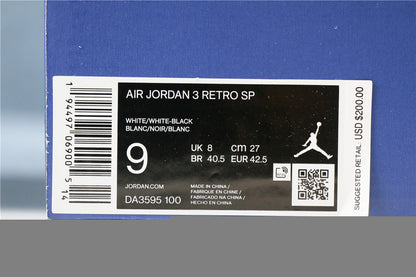 AIR JORDAN 3 RETRO SP
WHITE/WHITE-BLACK
BLANC/NOIR/BLANC
9
UK 8 cm 27
BR 40.5 EUR 42.5
JORDAN.COM
DA3595 100
MADE IN CHINA /
FABRIQUÉ EN CHINE /
FABRICADO NA CHINA /
HECHO EN CHINA
SUGGESTED RETAIL USD $200.00
1 94497 06900 5 14